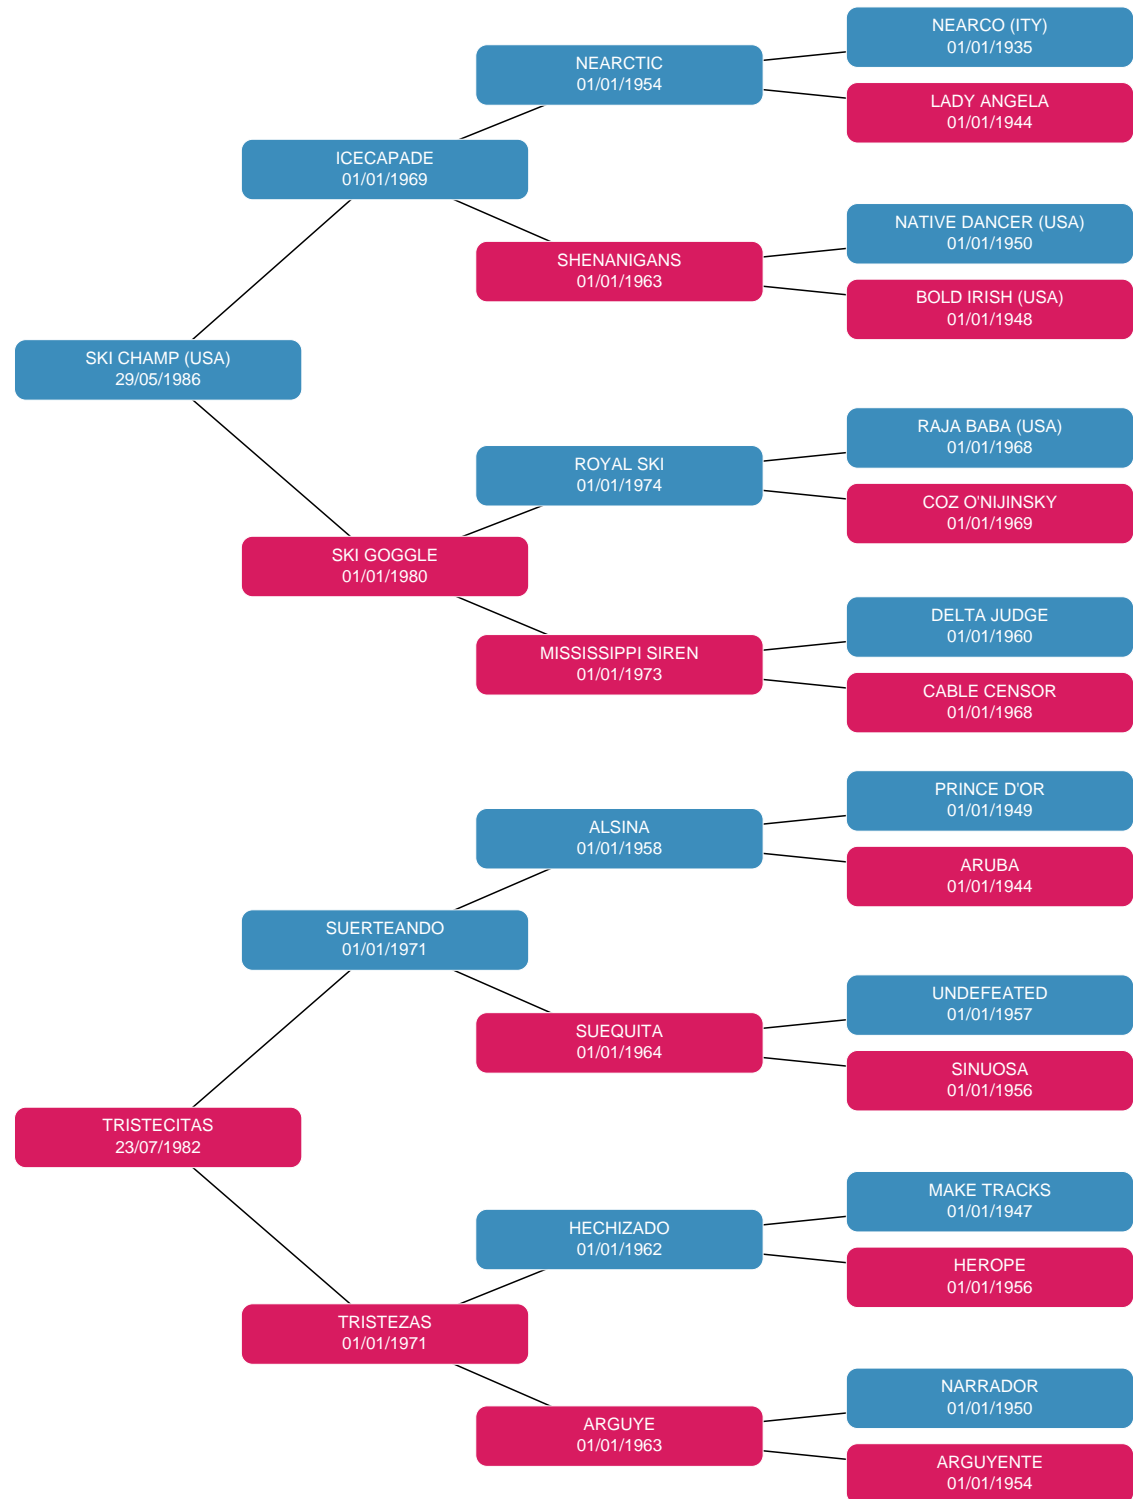 NEARCO (ITY)
01/01/1935
NEARCTIC
01/01/1954
LADY ANGELA
01/01/1944
ICECAPADE
01/01/1969
NATIVE DANCER (USA)
01/01/1950
SHENANIGANS
01/01/1963
BOLD IRISH (USA)
01/01/1948
SKI CHAMP (USA)
29/05/1986
RAJA BABA (USA)
01/01/1968
ROYAL SKI
01/01/1974
COZ O'NIJINSKY
01/01/1969
SKI GOGGLE
01/01/1980
DELTA JUDGE
01/01/1960
MISSISSIPPI SIREN
01/01/1973
CABLE CENSOR
01/01/1968
PRINCE D'OR
01/01/1949
ALSINA
01/01/1958
ARUBA
01/01/1944
SUERTEANDO
01/01/1971
UNDEFEATED
01/01/1957
SUEQUITA
01/01/1964
SINUOSA
01/01/1956
TRISTECITAS
23/07/1982
MAKE TRACKS
01/01/1947
HECHIZADO
01/01/1962
HEROPE
01/01/1956
TRISTEZAS
01/01/1971
NARRADOR
01/01/1950
ARGUYE
01/01/1963
ARGUYENTE
01/01/1954